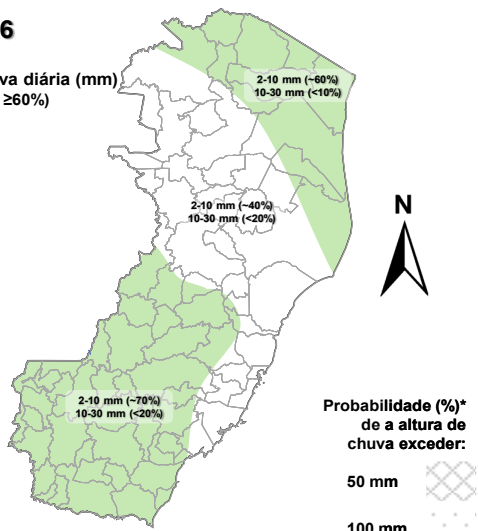 6
va diária (mm)
≥60%)
2-10 mm (~60%)
10-30 mm (<10%)
2-10 mm (~40%)
10-30 mm (<20%)
N
2-10 mm (~70%)
10-30 mm (<20%)
Probabilidade (%)*
de a altura de
chuva exceder:
50 mm
100 mm